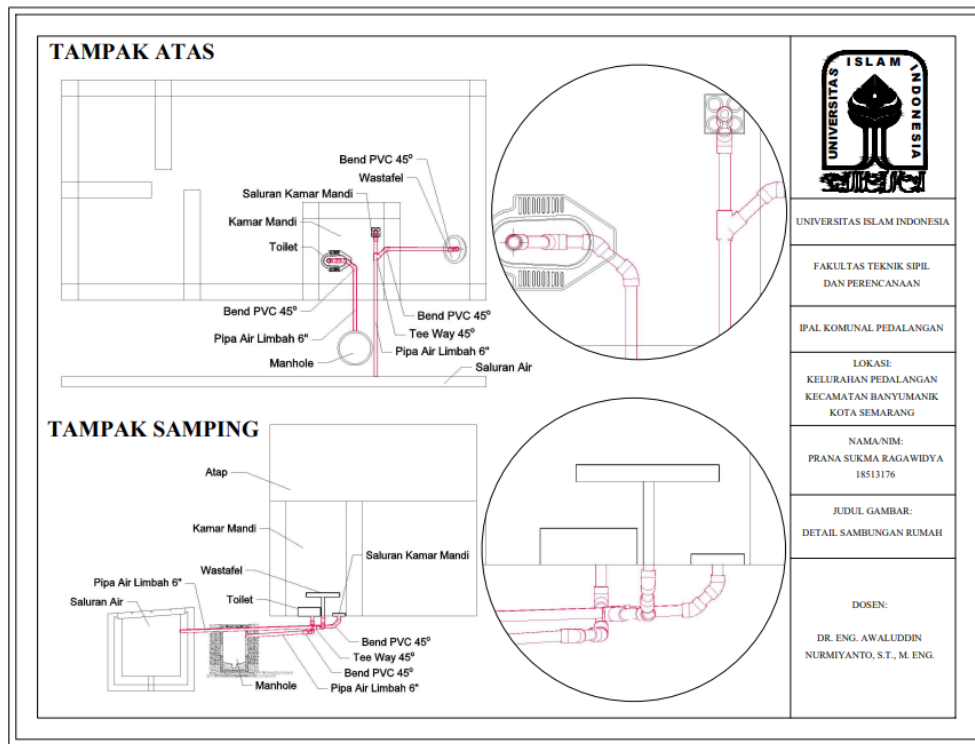 TAMPAK ATAS
Bend PVC 45°
Wastafel
Saluran Kamar Mandi
Kamar Mandi
Toilet
Bend PVC 45°
Bend PVC 45°
Tee Way 45°
Pipa Air Limbah 6"
Pipa Air Limbah 6"
Manhole
Saluran Air
TAMPAK SAMPING
Atap
Kamar Mandi
Saluran Kamar Mandi
Wastafel
Pipa Air Limbah 6"
Toilet
Saluran Air
Bend PVC 45°
Tee Way 45°
Bend PVC 45°
Manhole
Pipa Air Limbah 6"
UNIVERSITAS ISLAM INDONESIA
UNIVERSITAS ISLAM INDONESIA
FAKULTAS TEKNIK SIPIL
DAN PERENCANAAN
IPAL KOMUNAL PEDALANGAN
LOKASI:
KELURAHAN PEDALANGAN
KECAMATAN BANYUMANIK
KOTA SEMARANG
NAMA/NIM:
PRANA SUKMA RAGAWIDYA
18513176
JUDUL GAMBAR:
DETAIL SAMBUNGAN RUMAH
DOSEN:
DR. ENG. AWALUDDIN
NURMIYANTO, S.T., M. ENG.